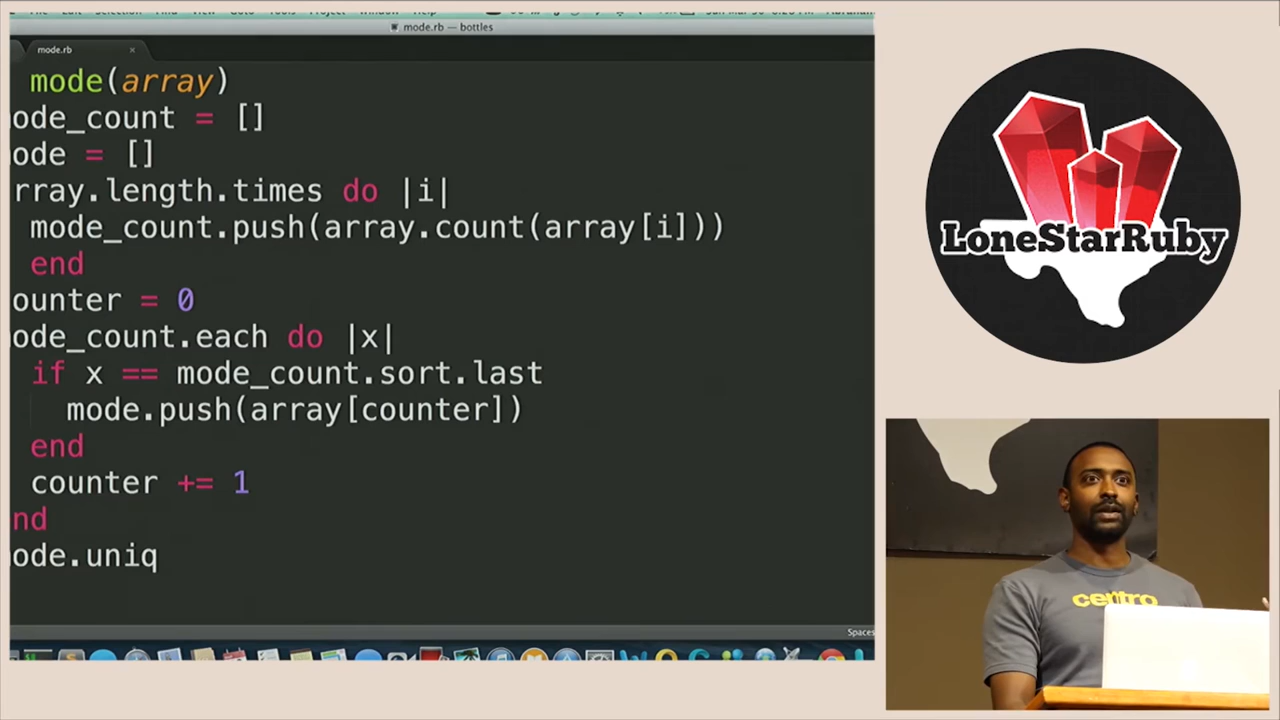 mode.rb — bottles
mode.rb ×
mode(array)
ode_count = []
ode = []
rray.length.times do |i|
mode_count.push(array.count(array[i]))
end
ounter = 0
ode_count.each do |x|
if x == mode_count.sort.last
mode.push(array[counter])
end
counter += 1
nd
ode.uniq
Spaces
LoneStarRuby
centro